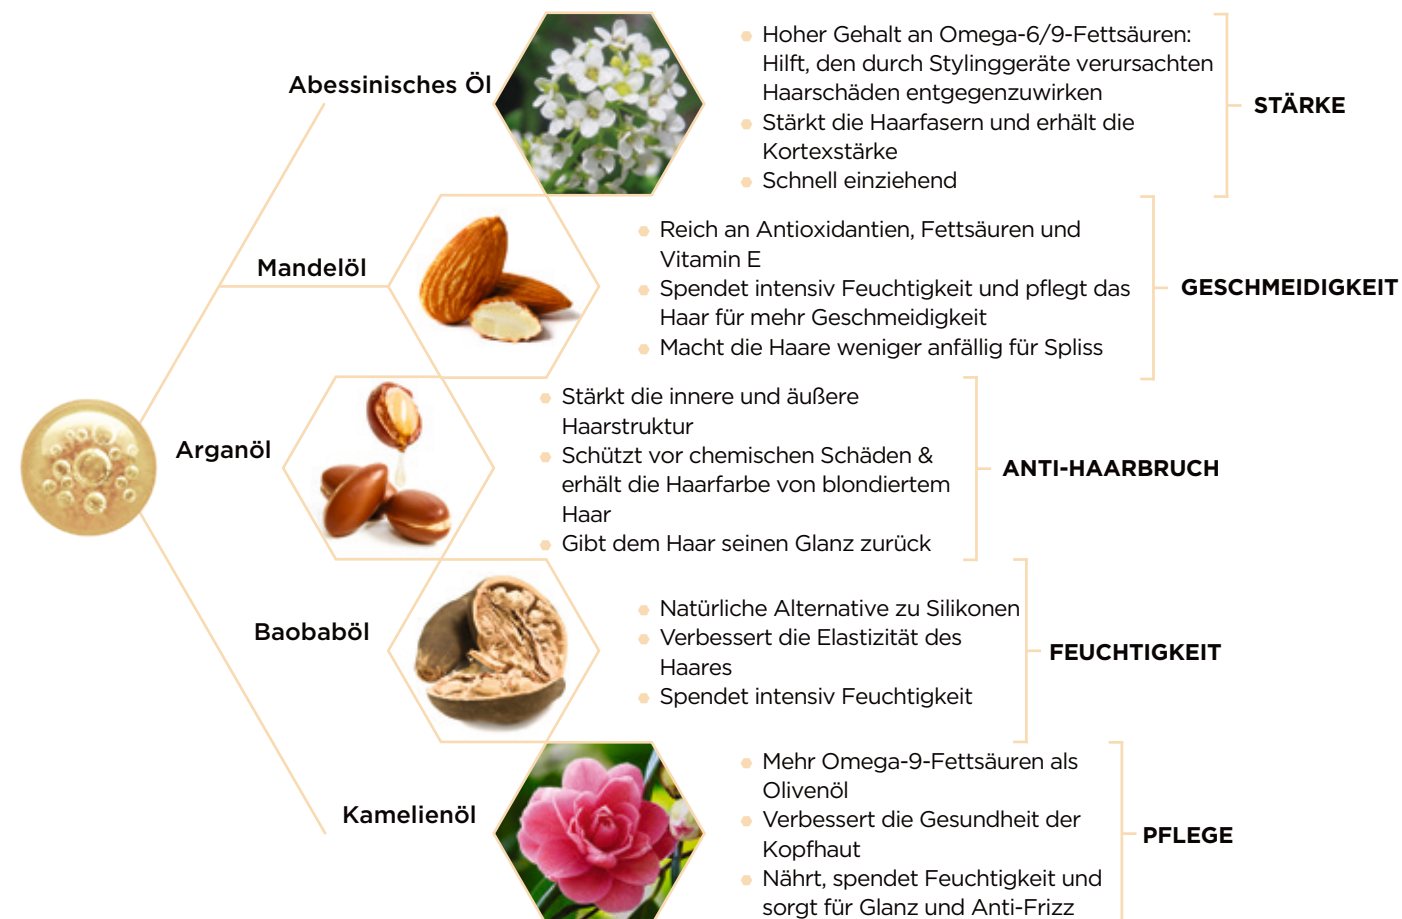 Abessinisches Öl
Hoher Gehalt an Omega-6/9-Fettsäuren:
Hilft, den durch Stylinggeräte verursachten
Haarschäden entgegenzuwirken
Stärkt die Haarfasern und erhält die
Kortexstärke
Schnell einziehend
STÄRKE
Mandelöl
Reich an Antioxidantien, Fettsäuren und
Vitamin E
Spendet intensiv Feuchtigkeit und pflegt das
Haar für mehr Geschmeidigkeit
Macht die Haare weniger anfällig für Spliss
GESCHMEIDIGKEIT
Arganöl
Stärkt die innere und äußere
Haarstruktur
Schützt vor chemischen Schäden &
erhält die Haarfarbe von blondiertem
Haar
Gibt dem Haar seinen Glanz zurück
ANTI-HAARBRUCH
Baobaböl
Natürliche Alternative zu Silikonen
Verbessert die Elastizität des
Haares
Spendet intensiv Feuchtigkeit
FEUCHTIGKEIT
Kamelienöl
Mehr Omega-9-Fettsäuren als
Olivenöl
Verbessert die Gesundheit der
Kopfhaut
Nährt, spendet Feuchtigkeit und
sorgt für Glanz und Anti-Frizz
PFLEGE